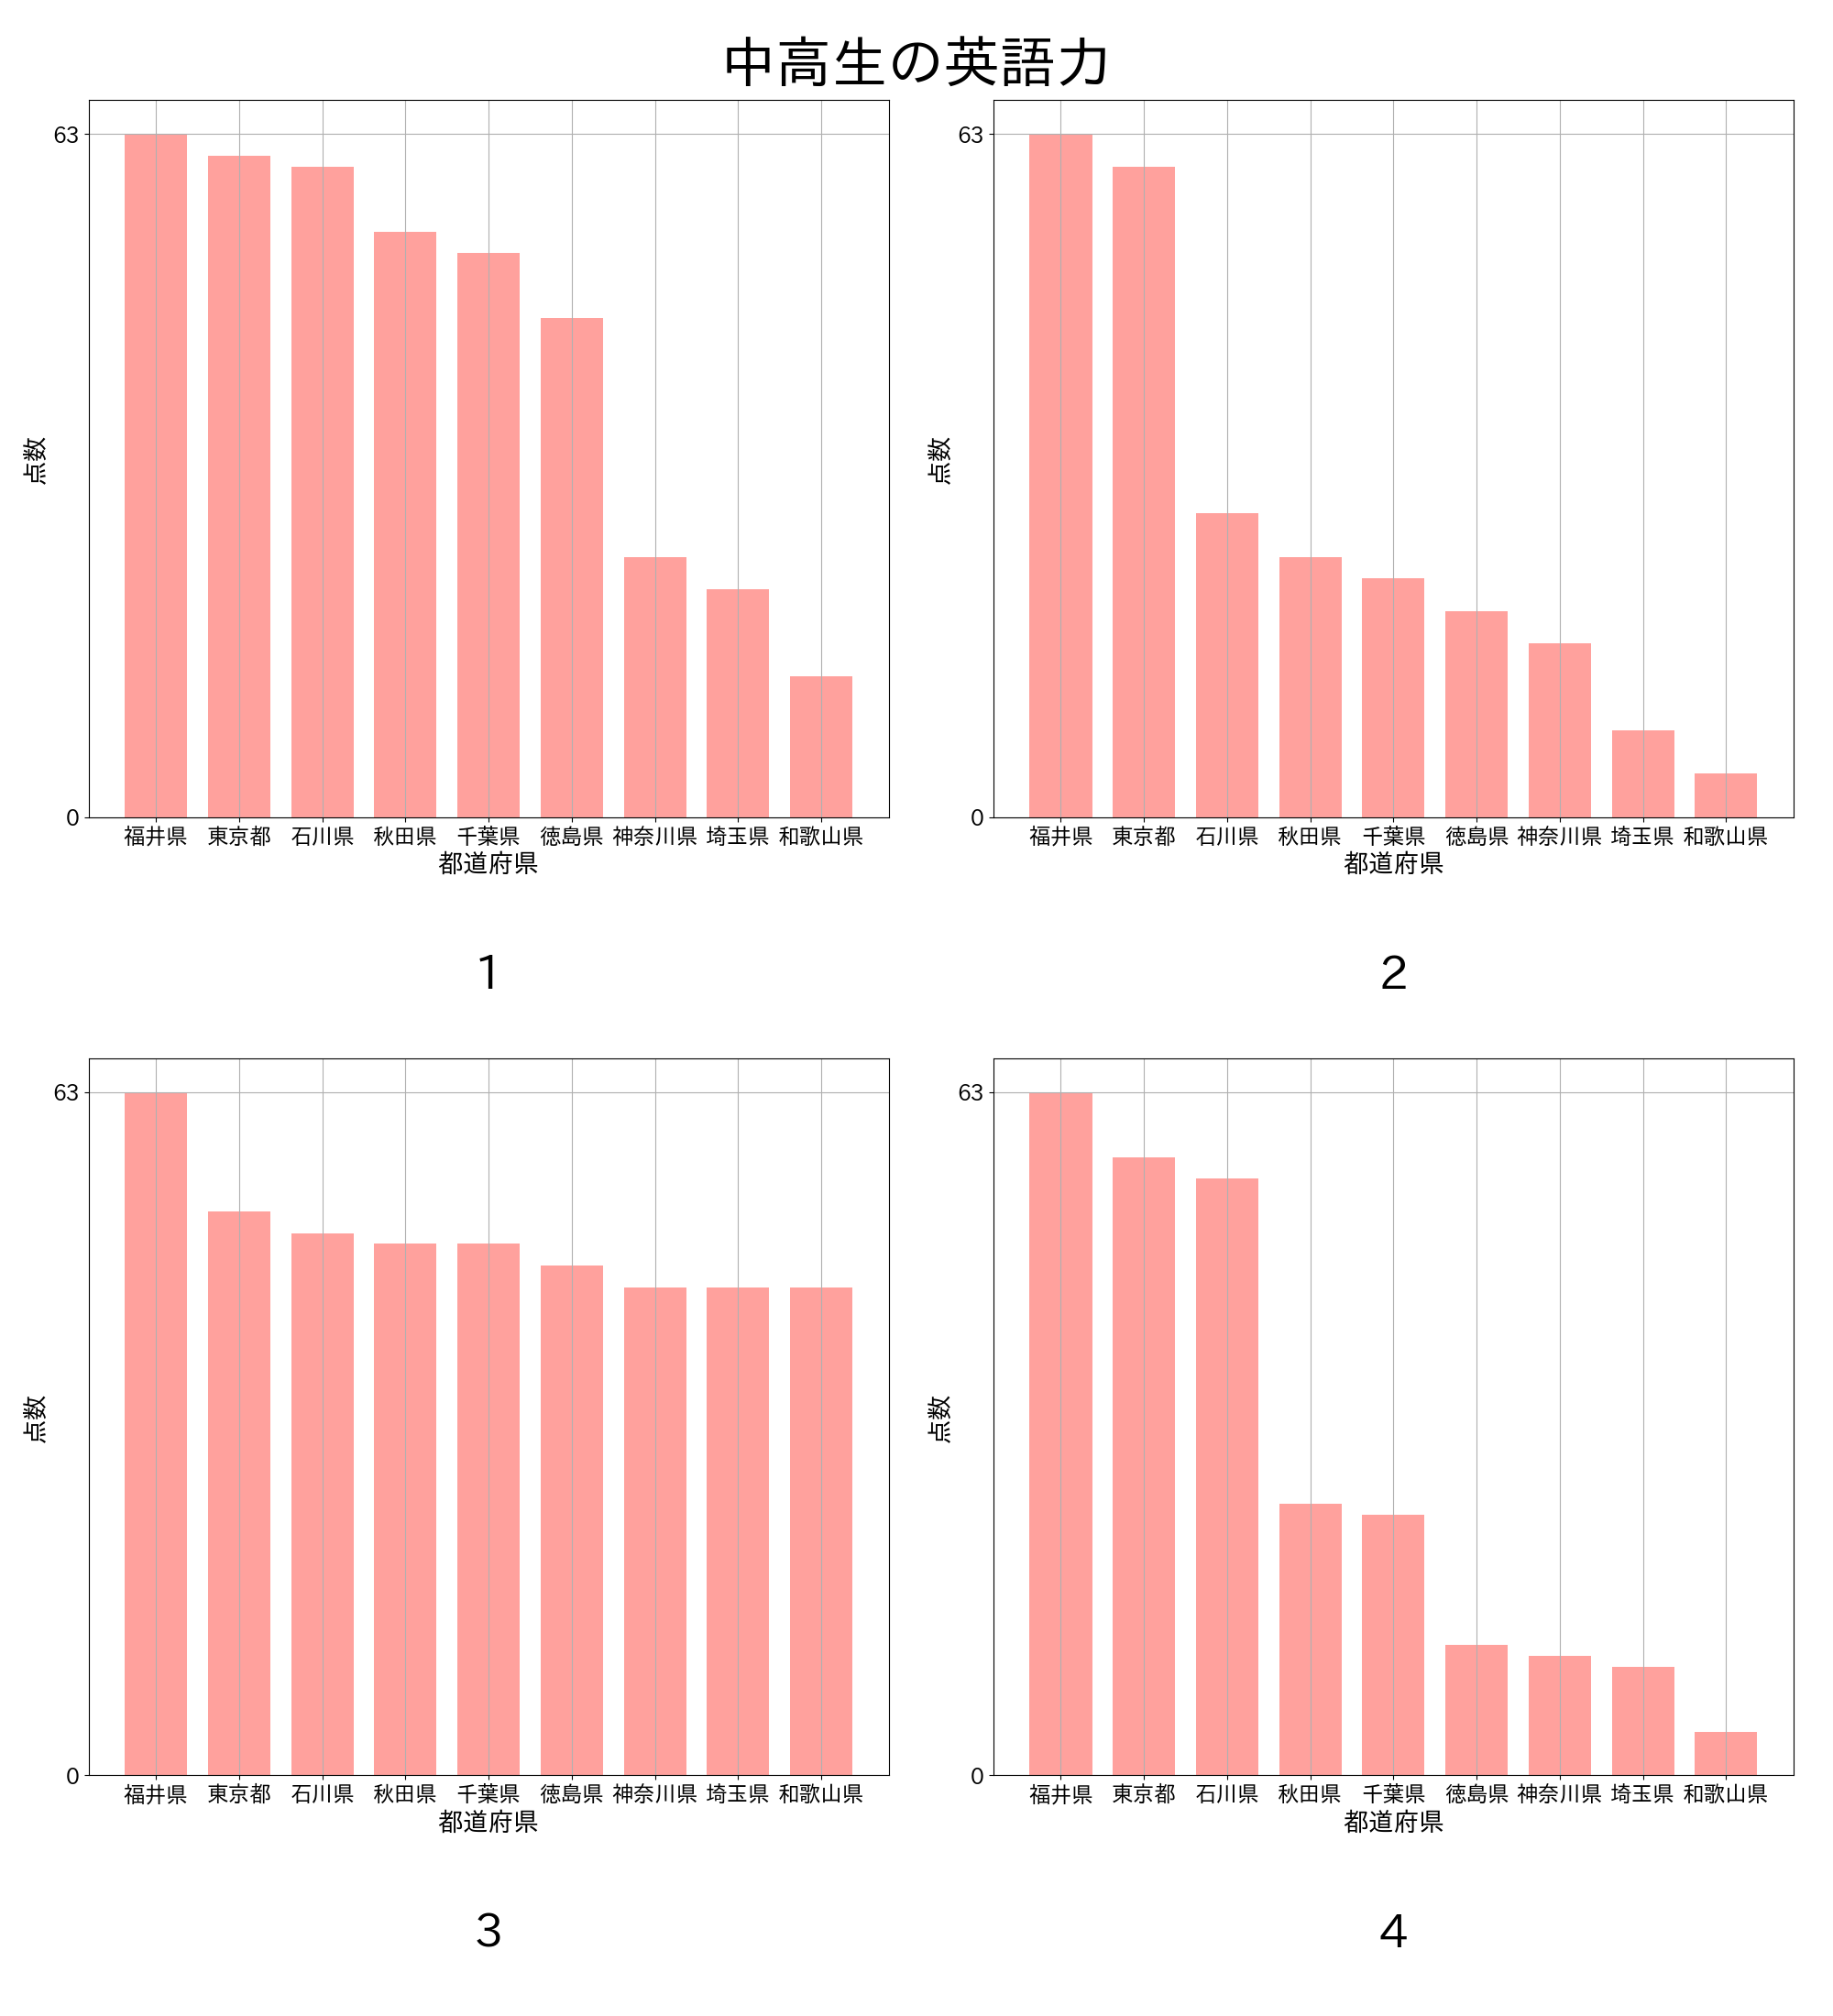 中高生の英語力
63
0
点数
福井県 東京都 石川県 秋田県 千葉県 徳島県 神奈川県 埼玉県 和歌山県
都道府県
1
63
0
点数
福井県 東京都 石川県 秋田県 千葉県 徳島県 神奈川県 埼玉県 和歌山県
都道府県
2
63
0
点数
福井県 東京都 石川県 秋田県 千葉県 徳島県 神奈川県 埼玉県 和歌山県
都道府県
3
63
0
点数
福井県 東京都 石川県 秋田県 千葉県 徳島県 神奈川県 埼玉県 和歌山県
都道府県
4